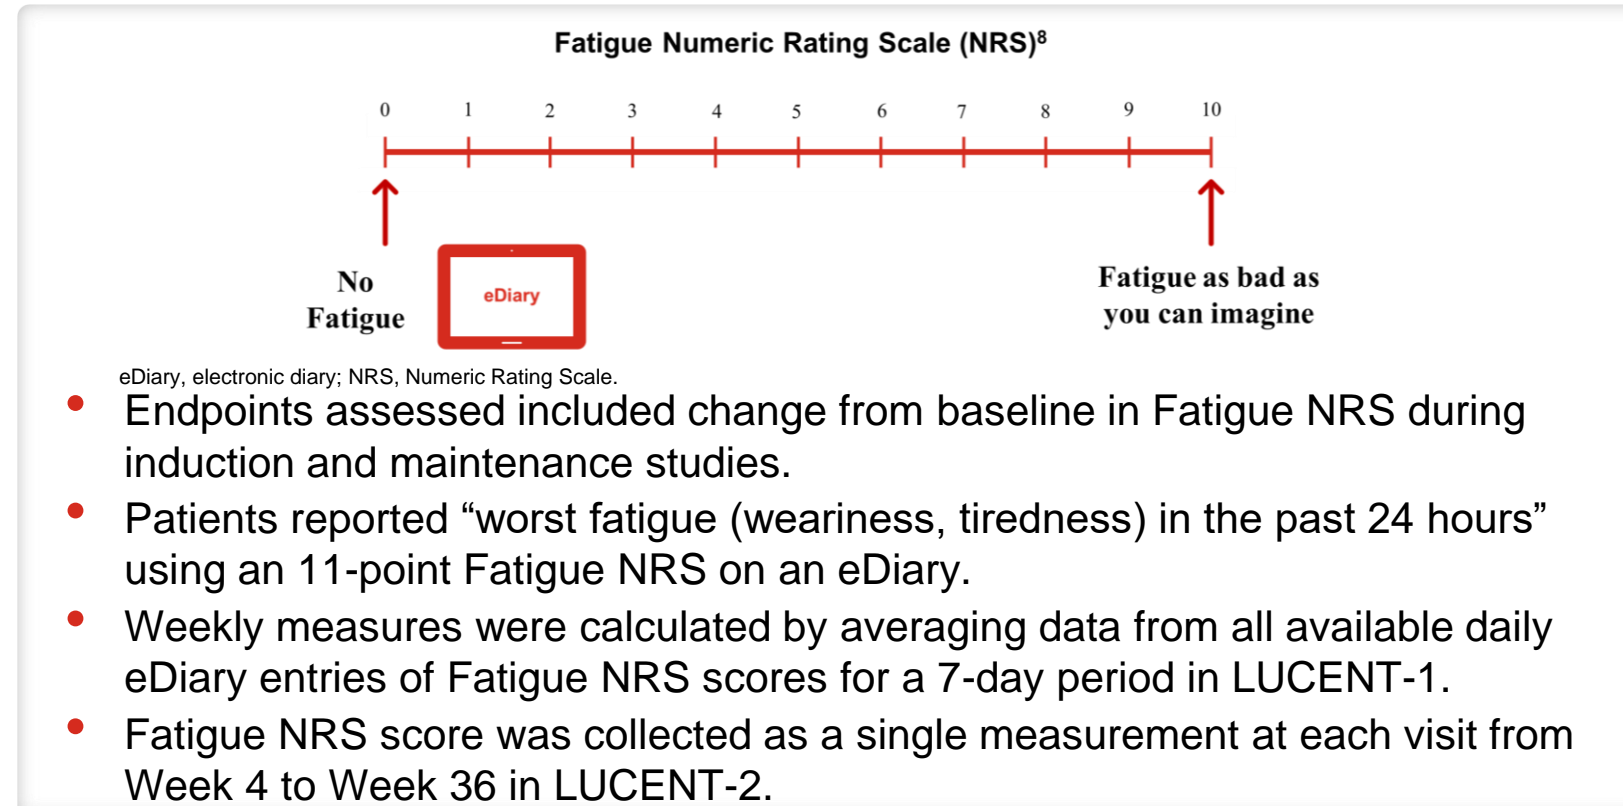 Fatigue Numeric Rating Scale (NRS)⁸
0 1 2 3 4 5 6 7 8 9 10
No
Fatigue
eDiary
Fatigue as bad as
you can imagine
eDiary, electronic diary; NRS, Numeric Rating Scale.
• Endpoints assessed included change from baseline in Fatigue NRS during
induction and maintenance studies.
• Patients reported “worst fatigue (weariness, tiredness) in the past 24 hours”
using an 11-point Fatigue NRS on an eDiary.
• Weekly measures were calculated by averaging data from all available daily
eDiary entries of Fatigue NRS scores for a 7-day period in LUCENT-1.
• Fatigue NRS score was collected as a single measurement at each visit from
Week 4 to Week 36 in LUCENT-2.